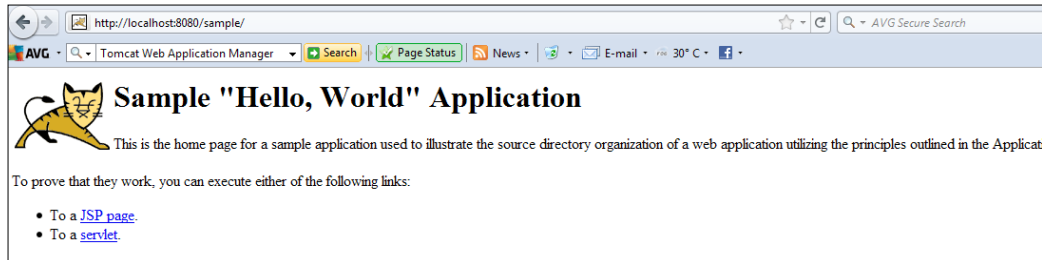 http://localhost:8080/sample/ AVG Secure Search
AVG Tomcat Web Application Manager Search Page Status News E-mail 30° C
Sample "Hello, World" Application
This is the home page for a sample application used to illustrate the source directory organization of a web application utilizing the principles outlined in the
To prove that they work, you can execute either of the following links:
• To a JSP page.
• To a servlet.